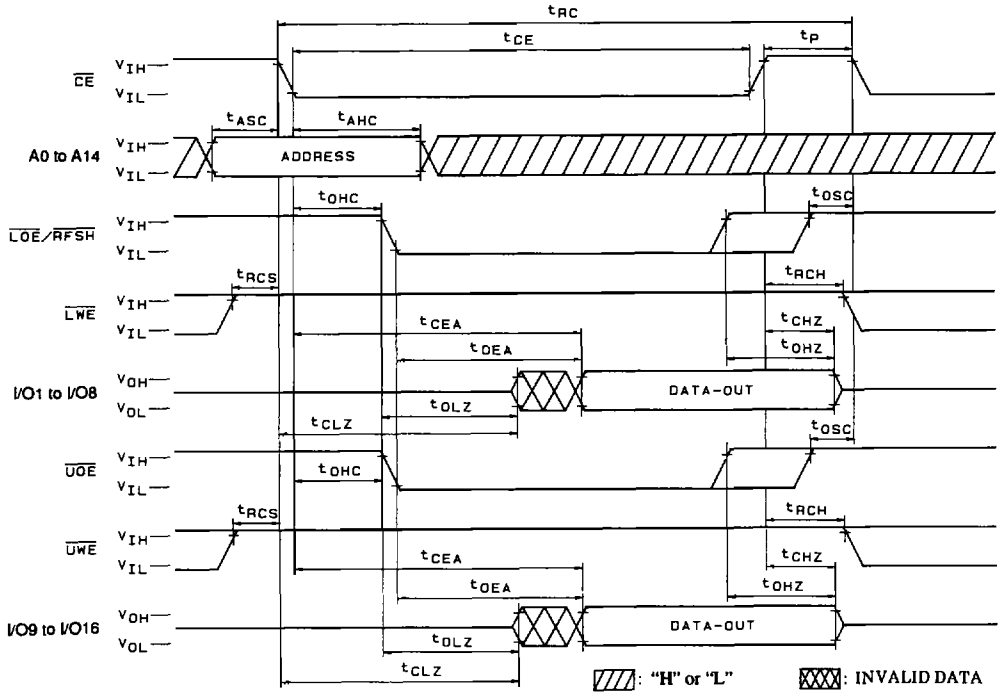 tRC
tCE
tP
CE
VIH
VIL
tASC
tAHC
A0 to A14
VIH
VIL
ADDRESS
tOHC
tOSC
LOE/RFSH
VIH
VIL
tRCS
tRCH
LWE
VIH
VIL
tCEA
tCHZ
tOEA
tOHZ
I/O1 to I/O8
VOH
VOL
DATA-OUT
tOLZ
tCLZ
tOSC
UOE
VIH
VIL
tOHC
tRCS
tRCH
UWE
VIH
VIL
tCEA
tCHZ
tOEA
tOHZ
I/O9 to I/O16
VOH
VOL
DATA-OUT
tOLZ
tCLZ
: "H" or "L"
: INVALID DATA